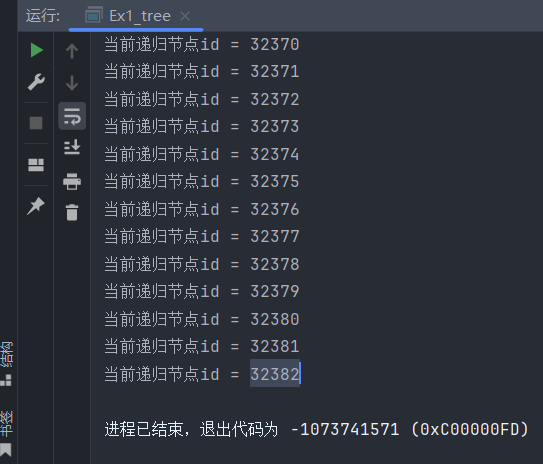 运行: Ex1_tree
当前递归节点id = 32370
当前递归节点id = 32371
当前递归节点id = 32372
当前递归节点id = 32373
当前递归节点id = 32374
当前递归节点id = 32375
当前递归节点id = 32376
当前递归节点id = 32377
当前递归节点id = 32378
当前递归节点id = 32379
当前递归节点id = 32380
当前递归节点id = 32381
当前递归节点id = 32382
进程已结束，退出代码为 -1073741571 (0xC00000FD)
结构
书签